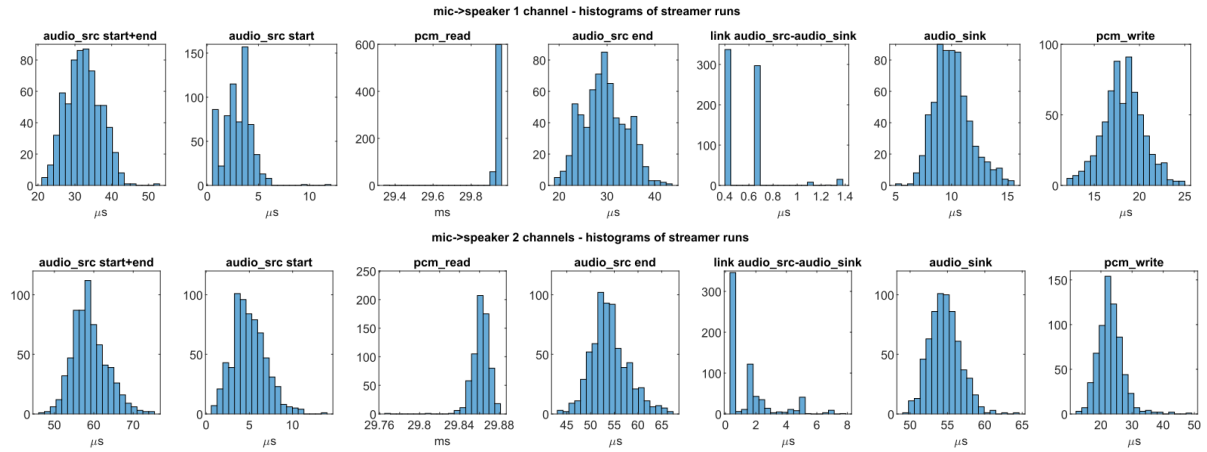 mic->speaker 1 channel - histograms of streamer runs
audio_src start+end
audio_src start
pcm_read
audio_src end
link audio_src-audio_sink
audio_sink
pcm_write
80
60
40
20
0
20 30 40 50
μs
150
100
50
0
0 5 10
μs
600
400
200
0
29.4 29.6 29.8
ms
80
60
40
20
0
20 30 40
μs
300
200
100
0
0.4 0.6 0.8 1 1.2 1.4
μs
80
60
40
20
0
5 10 15
μs
100
50
0
15 20 25
μs
mic->speaker 2 channels - histograms of streamer runs
audio_src start+end
audio_src start
pcm_read
audio_src end
link audio_src-audio_sink
audio_sink
pcm_write
100
50
0
50 60 70
μs
100
50
0
0 5 10
μs
250
200
150
100
50
0
29.76 29.8 29.84 29.88
ms
100
50
0
45 50 55 60 65
μs
300
200
100
0
0 2 4 6 8
μs
100
50
0
50 55 60 65
μs
150
100
50
0
20 30 40 50
μs